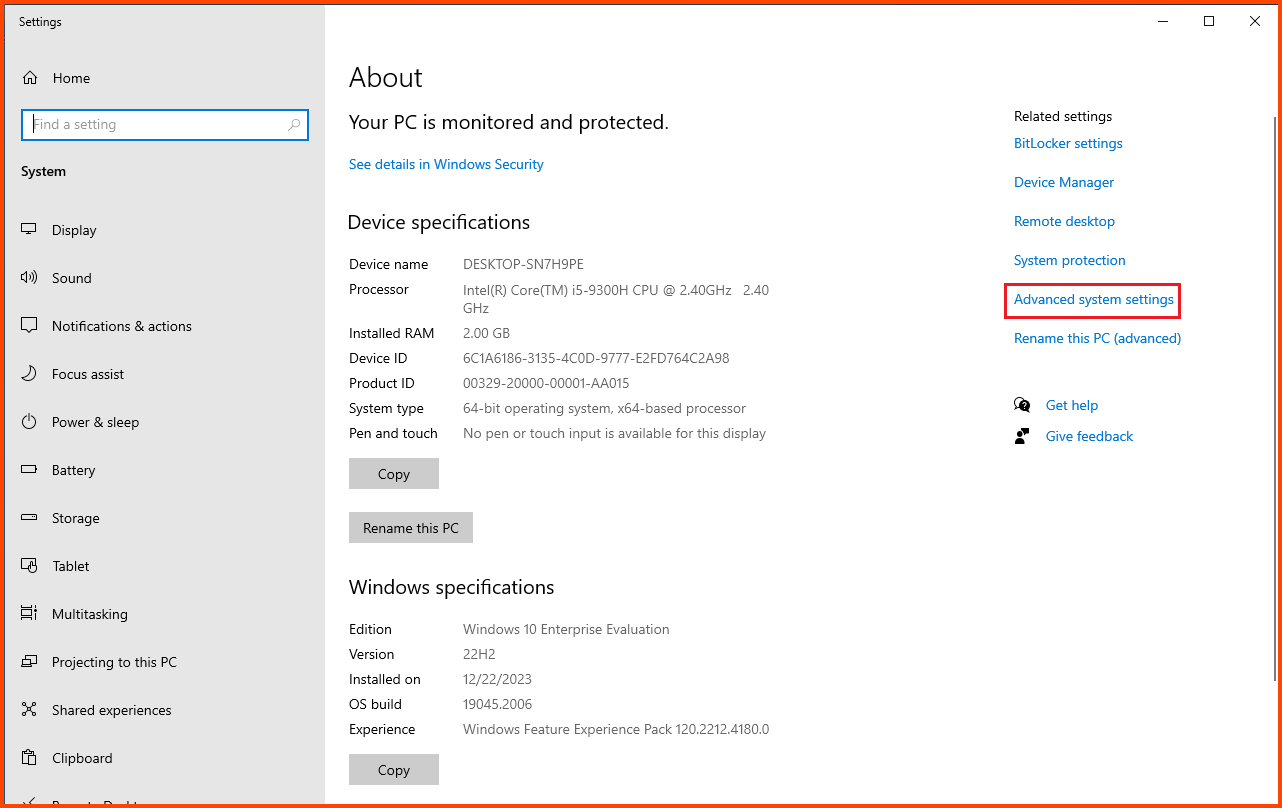 Settings
Home
Find a setting
System
Display
Sound
Notifications & actions
Focus assist
Power & sleep
Battery
Storage
Tablet
Multitasking
Projecting to this PC
Shared experiences
Clipboard
About
Your PC is monitored and protected.
See details in Windows Security
Device specifications
Device name DESKTOP-SN7H9PE
Processor Intel(R) Core(TM) i5-9300H CPU @ 2.40GHz 2.40
GHz
Installed RAM 2.00 GB
Device ID 6C1A6186-3135-4C0D-9777-E2FD764C2A98
Product ID 00329-20000-00001-AA015
System type 64-bit operating system, x64-based processor
Pen and touch No pen or touch input is available for this display
Copy
Rename this PC
Windows specifications
Edition Windows 10 Enterprise Evaluation
Version 22H2
Installed on 12/22/2023
OS build 19045.2006
Experience Windows Feature Experience Pack 120.2212.4180.0
Copy
Related settings
BitLocker settings
Device Manager
Remote desktop
System protection
Advanced system settings
Rename this PC (advanced)
Get help
Give feedback